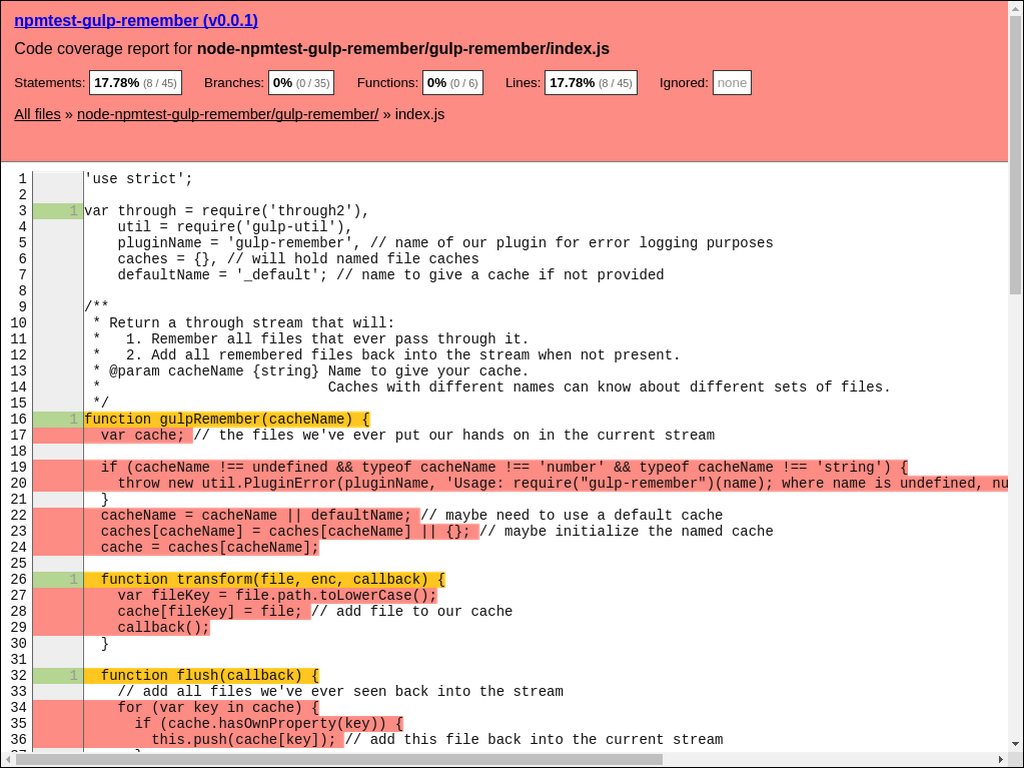 npmtest-gulp-remember (v0.0.1)
Code coverage report for node-npmtest-gulp-remember/gulp-remember/index.js
Statements: 17.78% (8 / 45) Branches: 0% (0 / 35) Functions: 0% (0 / 6) Lines: 17.78% (8 / 45) Ignored: none
All files » node-npmtest-gulp-remember/gulp-remember/ » index.js
1 'use strict';
2
3 1 var through = require('through2'),
4 util = require('gulp-util'),
5 pluginName = 'gulp-remember', // name of our plugin for error logging purposes
6 caches = {}, // will hold named file caches
7 defaultName = '_default'; // name to give a cache if not provided
8
9 /**
10 * Return a through stream that will:
11 *   1. Remember all files that ever pass through it.
12 *   2. Add all remembered files back into the stream when not present.
13 * @param cacheName {string} Name to give your cache.
14 *                           Caches with different names can know about different sets of files.
15 */
16 1 function gulpRemember(cacheName) {
17 var cache; // the files we've ever put our hands on in the current stream
18
19 if (cacheName !== undefined && typeof cacheName !== 'number' && typeof cacheName !== 'string') {
20 throw new util.PluginError(pluginName, 'Usage: require("gulp-remember")(name); where name is undefined, nu
21 }
22 cacheName = cacheName || defaultName; // maybe need to use a default cache
23 caches[cacheName] = caches[cacheName] || {}; // maybe initialize the named cache
24 cache = caches[cacheName];
25
26 1 function transform(file, enc, callback) {
27 var fileKey = file.path.toLowerCase();
28 cache[fileKey] = file; // add file to our cache
29 callback();
30 }
31
32 1 function flush(callback) {
33 // add all files we've ever seen back into the stream
34 for (var key in cache) {
35 if (cache.hasOwnProperty(key)) {
36 this.push(cache[key]); // add this file back into the current stream